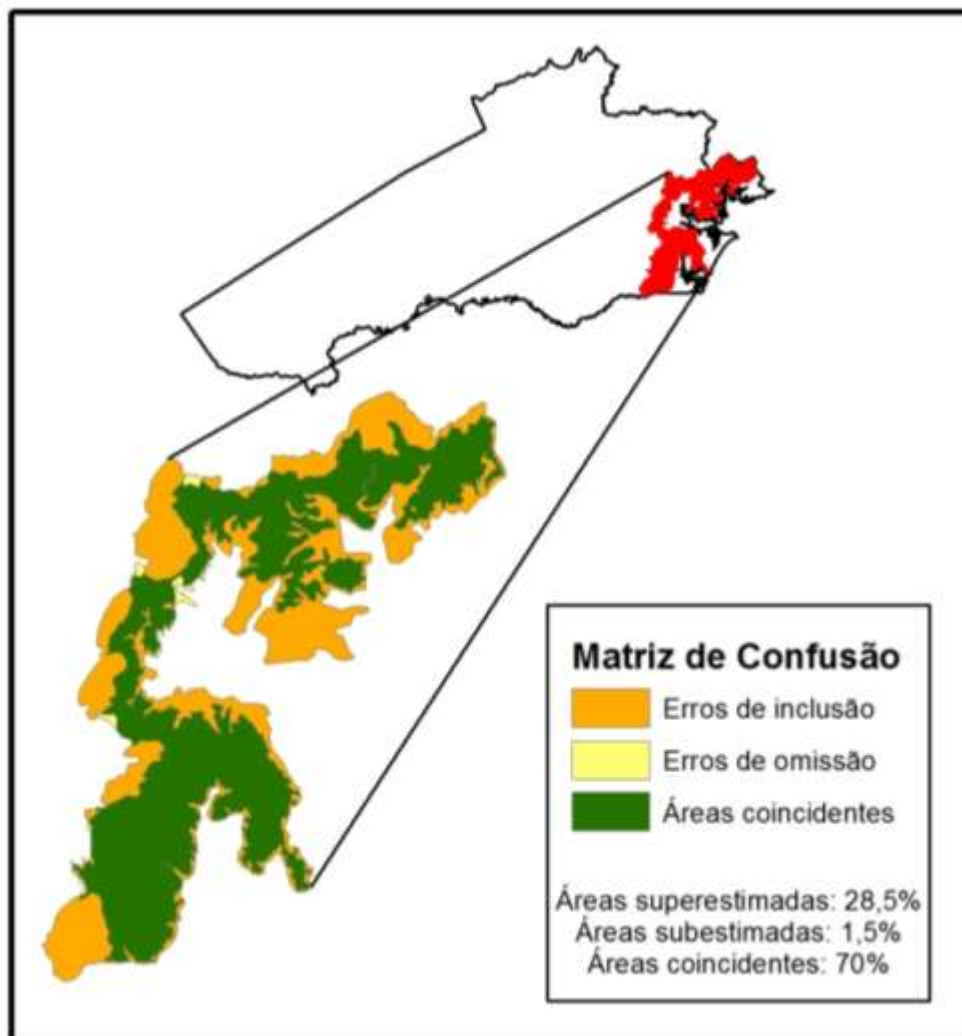 Matriz de Confusão
Erros de inclusão
Erros de omissão
Áreas coincidentes
Áreas superestimadas: 28,5%
Áreas subestimadas: 1,5%
Áreas coincidentes: 70%